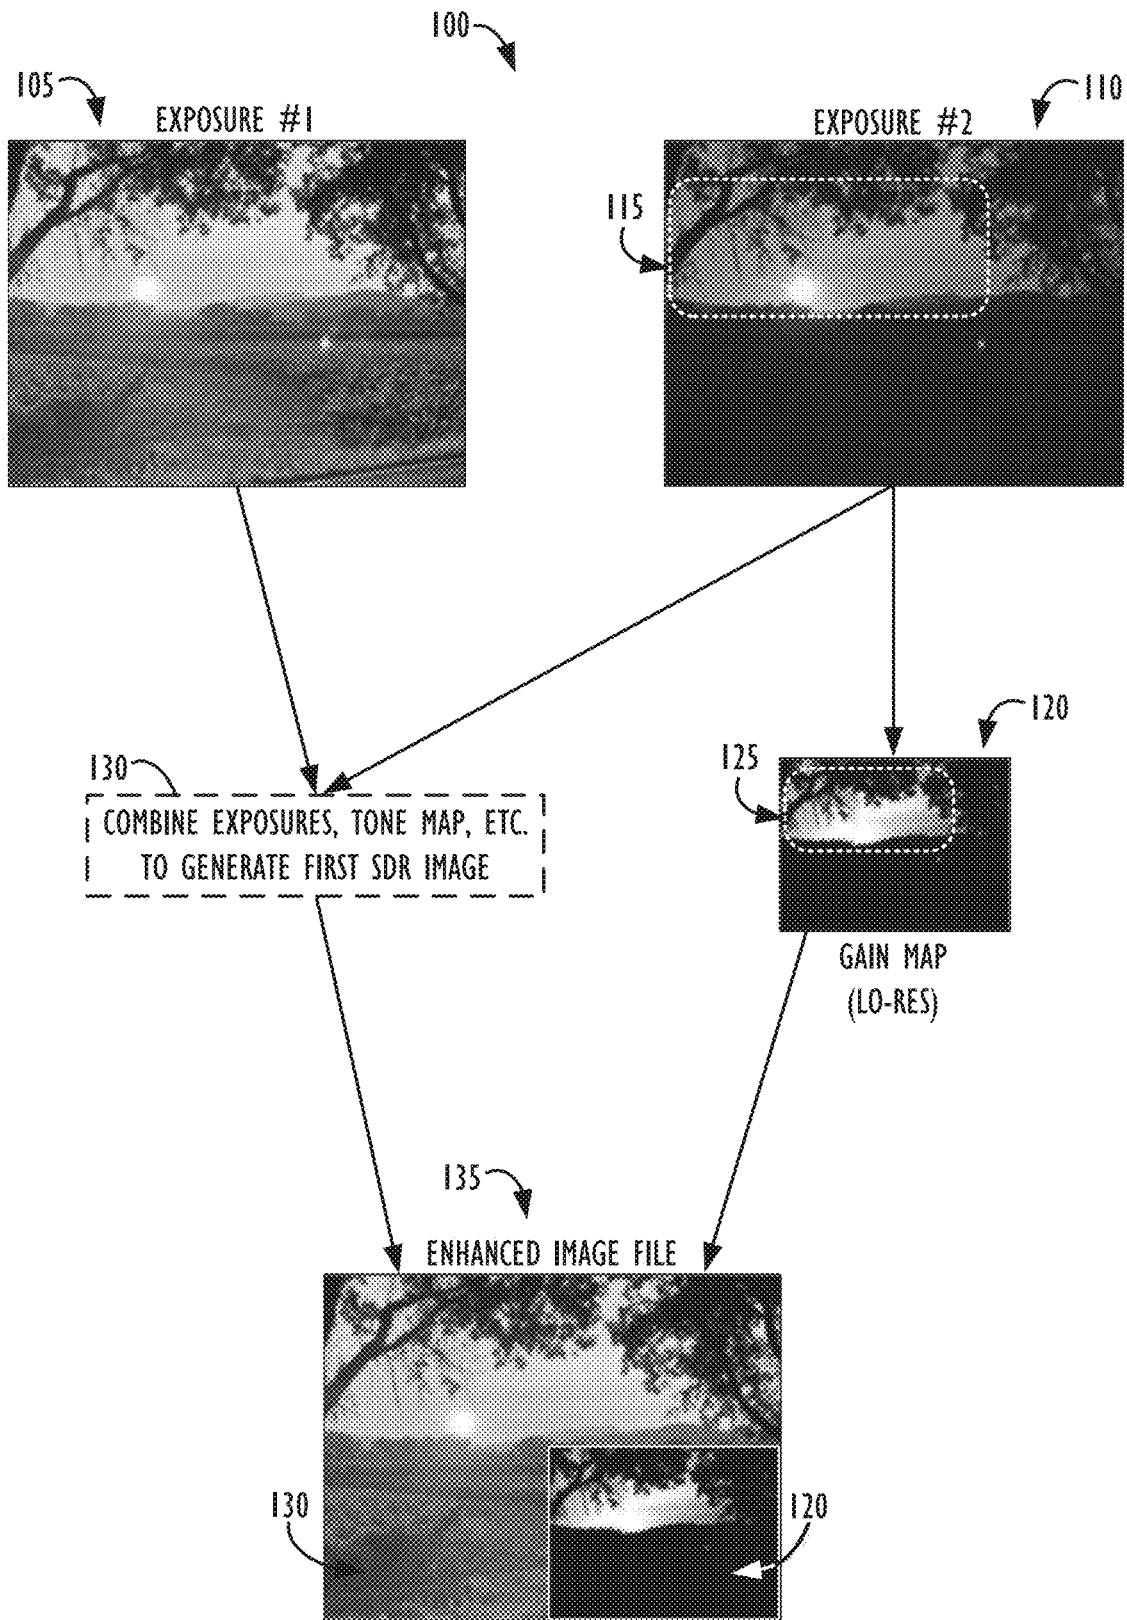 100
105
110
EXPOSURE #1
EXPOSURE #2
115
120
130
125
COMBINE EXPOSURES, TONE MAP, ETC.
TO GENERATE FIRST SDR IMAGE
GAIN MAP
(LO-RES)
135
ENHANCED IMAGE FILE
130
120